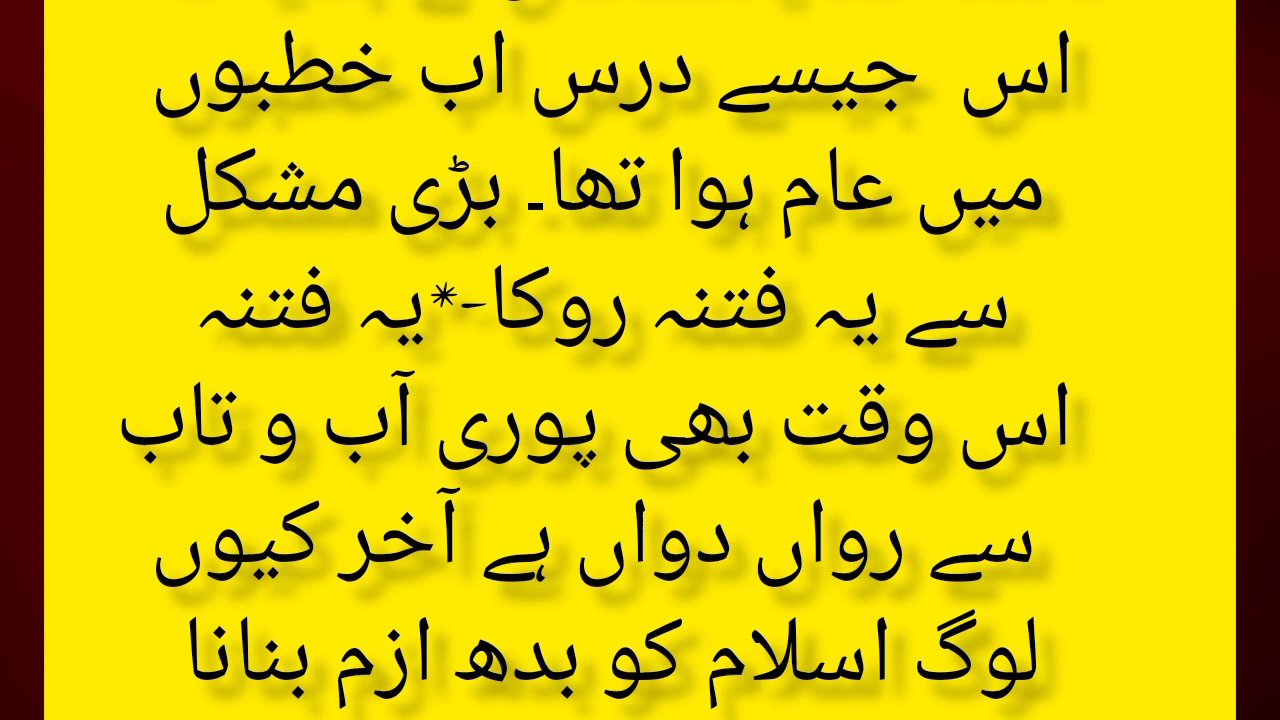 اس جیسے درس اب خطبوں
میں عام ہوا تھا۔ بڑی مشکل
سے یہ فتنہ روکا-*یہ فتنہ
اس وقت بھی پوری آب و تاب
سے رواں دواں ہے آخر کیوں
لوگ اسلام کو بدھ ازم بنانا